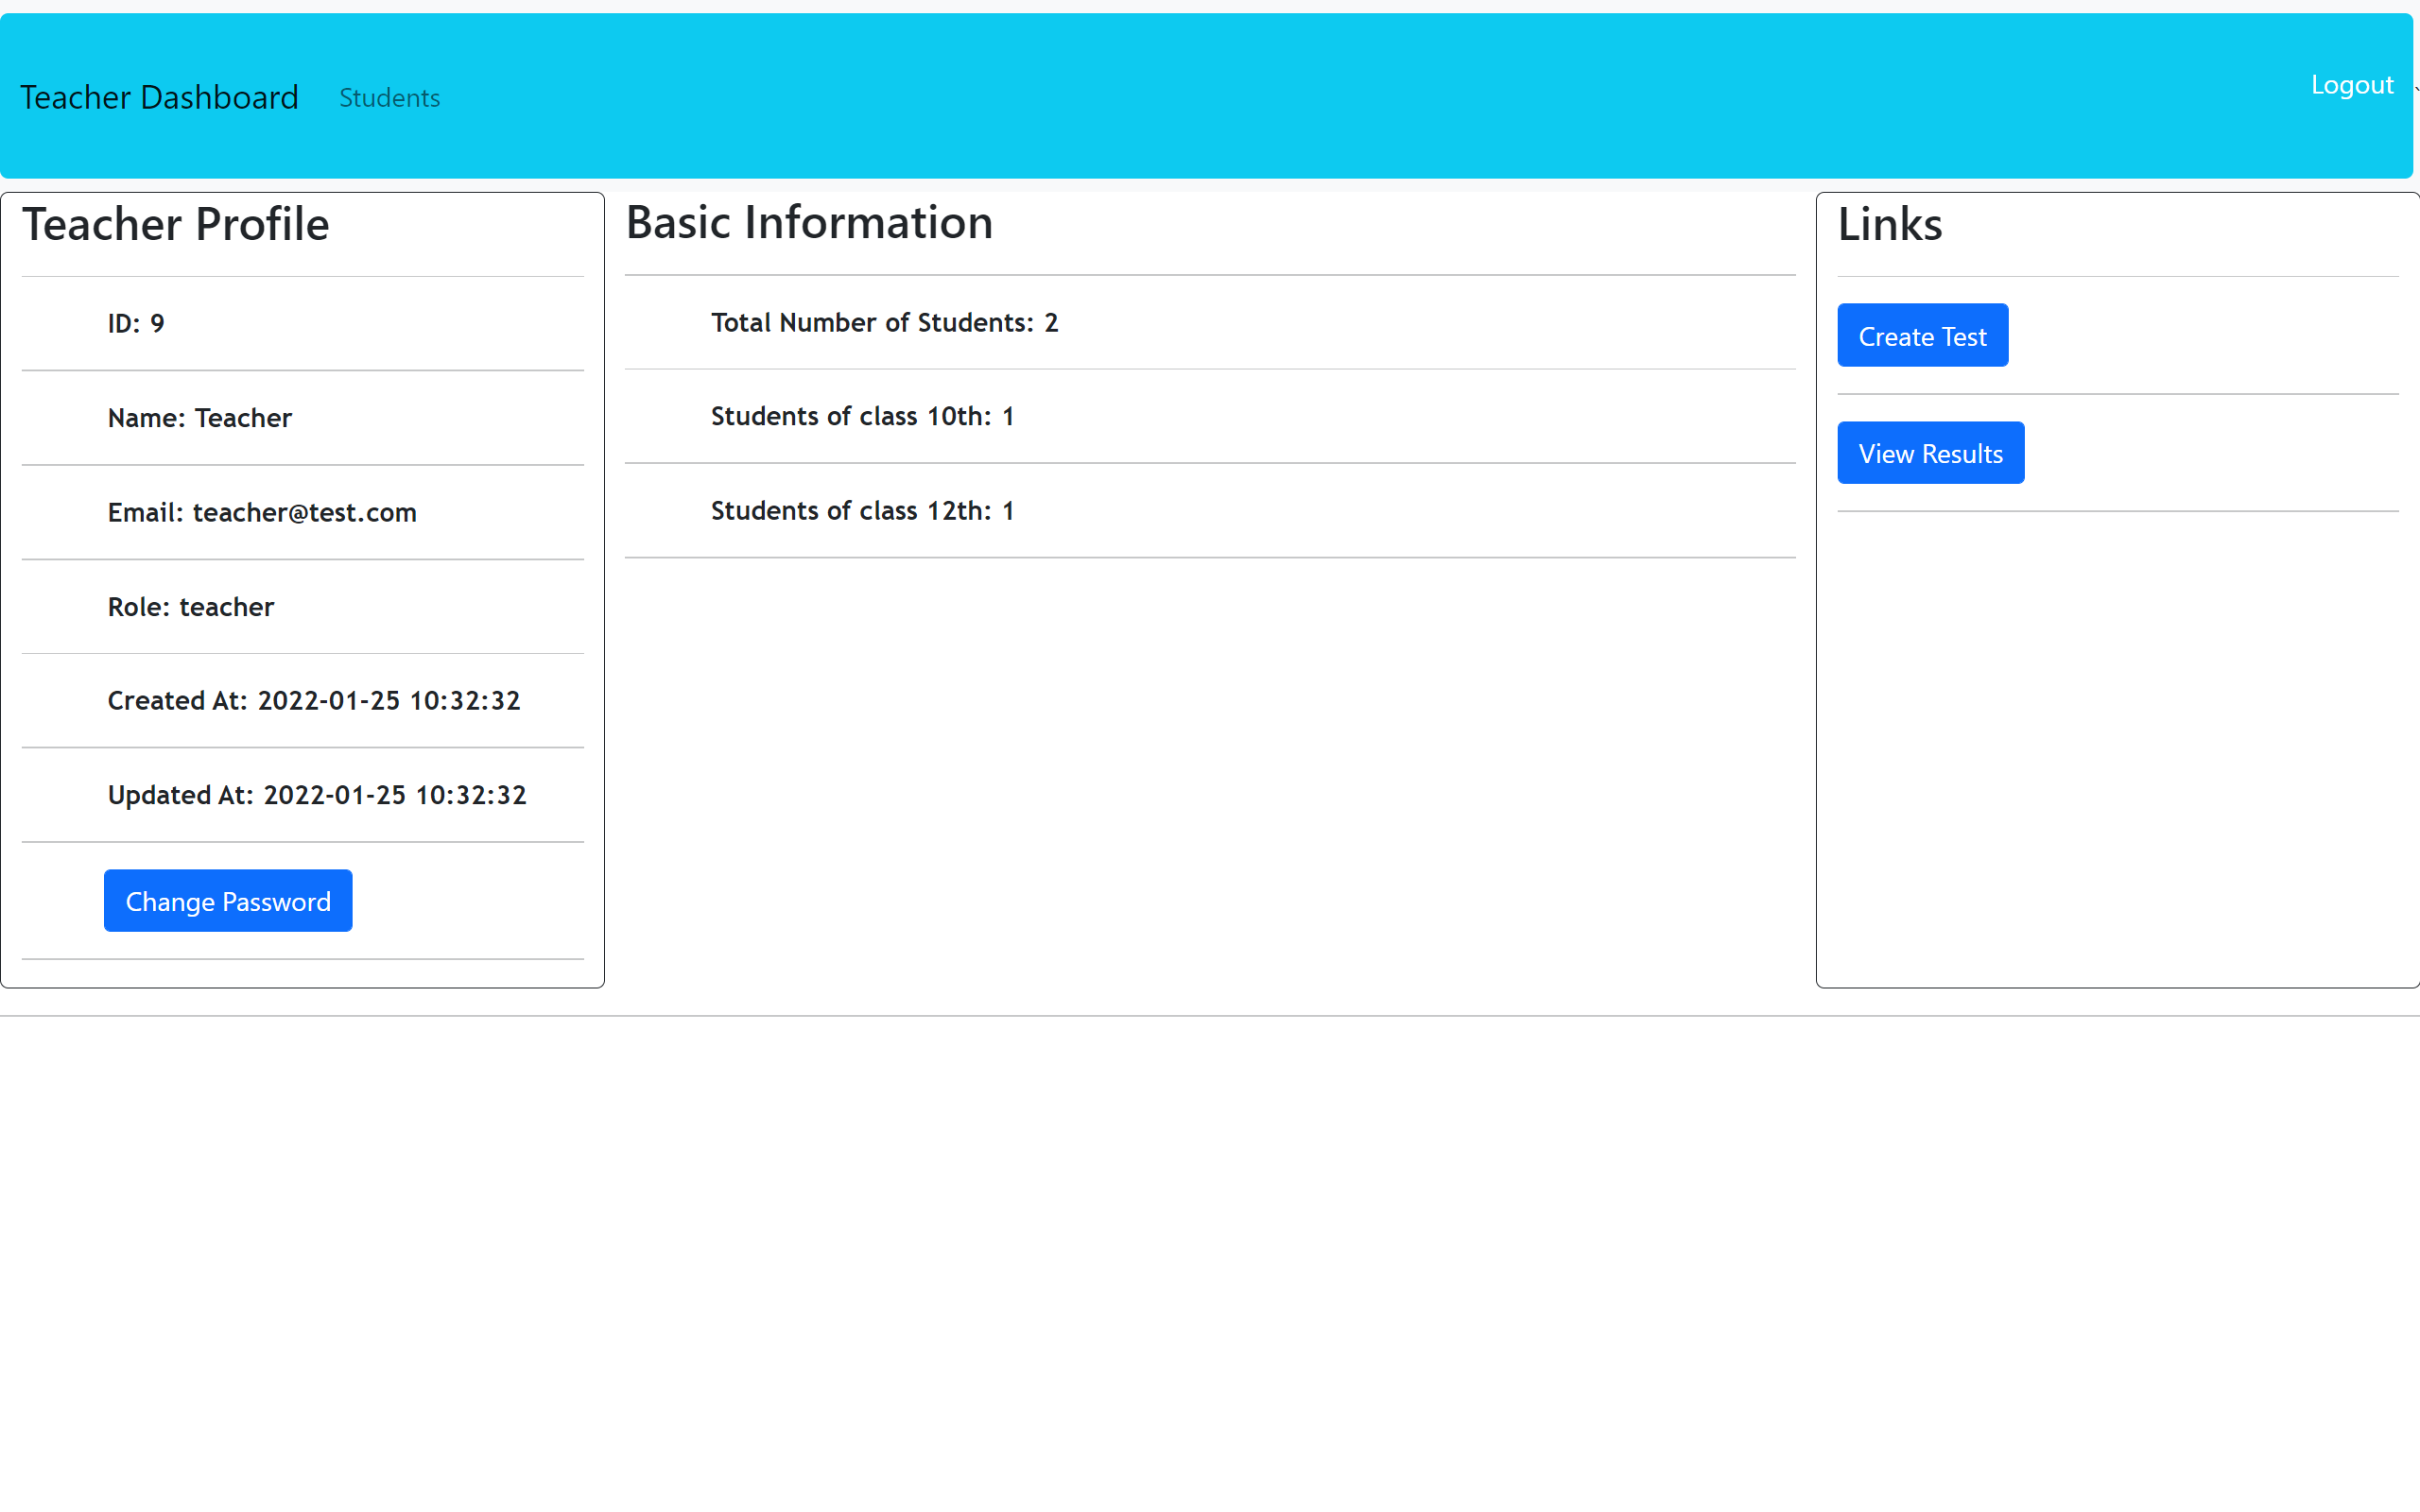 Teacher Dashboard Students Logout `
Teacher Profile
ID: 9
Name: Teacher
Email: teacher@test.com
Role: teacher
Created At: 2022-01-25 10:32:32
Updated At: 2022-01-25 10:32:32
Change Password
Basic Information
Total Number of Students: 2
Students of class 10th: 1
Students of class 12th: 1
Links
Create Test
View Results